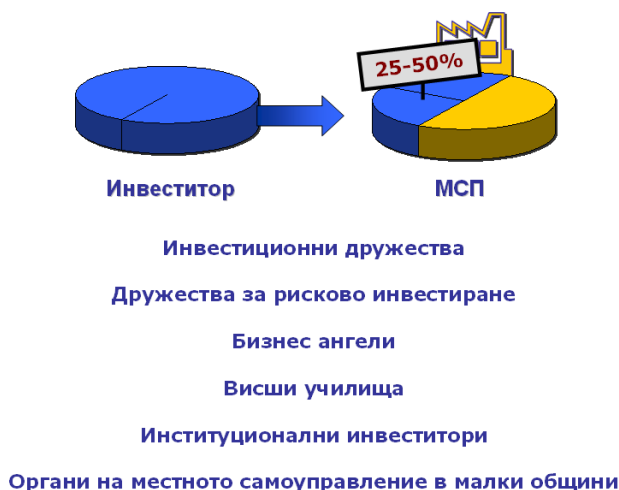 25-50%
Инвеститор
МСП
Инвестиционни дружества
Дружества за рисково инвестиране
Бизнес ангели
Висши училища
Институционални инвеститори
Органи на местното самоуправление в малки общини